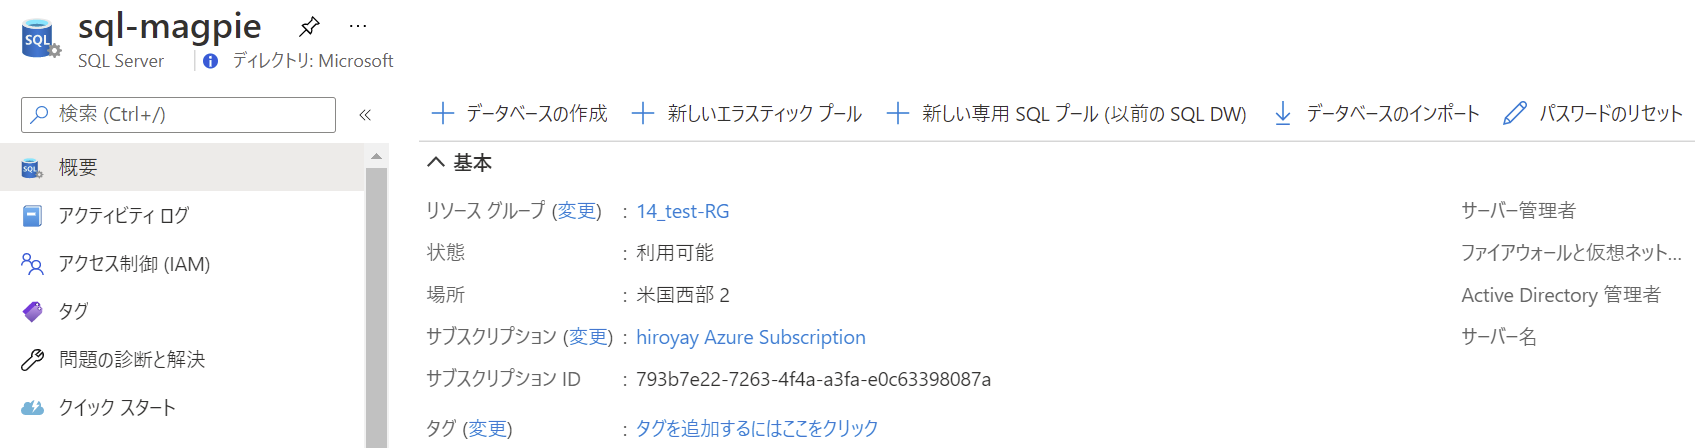 sql-magpie
SQL Server
ディレクトリ: Microsoft
検索 (Ctrl+/)
概要
アクティビティ ログ
アクセス制御 (IAM)
タグ
問題の診断と解決
クイック スタート
データベースの作成 新しいエラスティック プール 新しい専用 SQL プール (以前の SQL DW) データベースのインポート パスワードのリセット
基本
リソース グループ (変更) : 14_test-RG
状態 : 利用可能
場所 : 米国西部 2
サブスクリプション (変更) : hiroyay Azure Subscription
サブスクリプション ID : 793b7e22-7263-4f4a-a3fa-e0c63398087a
タグ (変更) : タグを追加するにはここをクリック
サーバー管理者
ファイアウォールと仮想ネット...
Active Directory 管理者
サーバー名